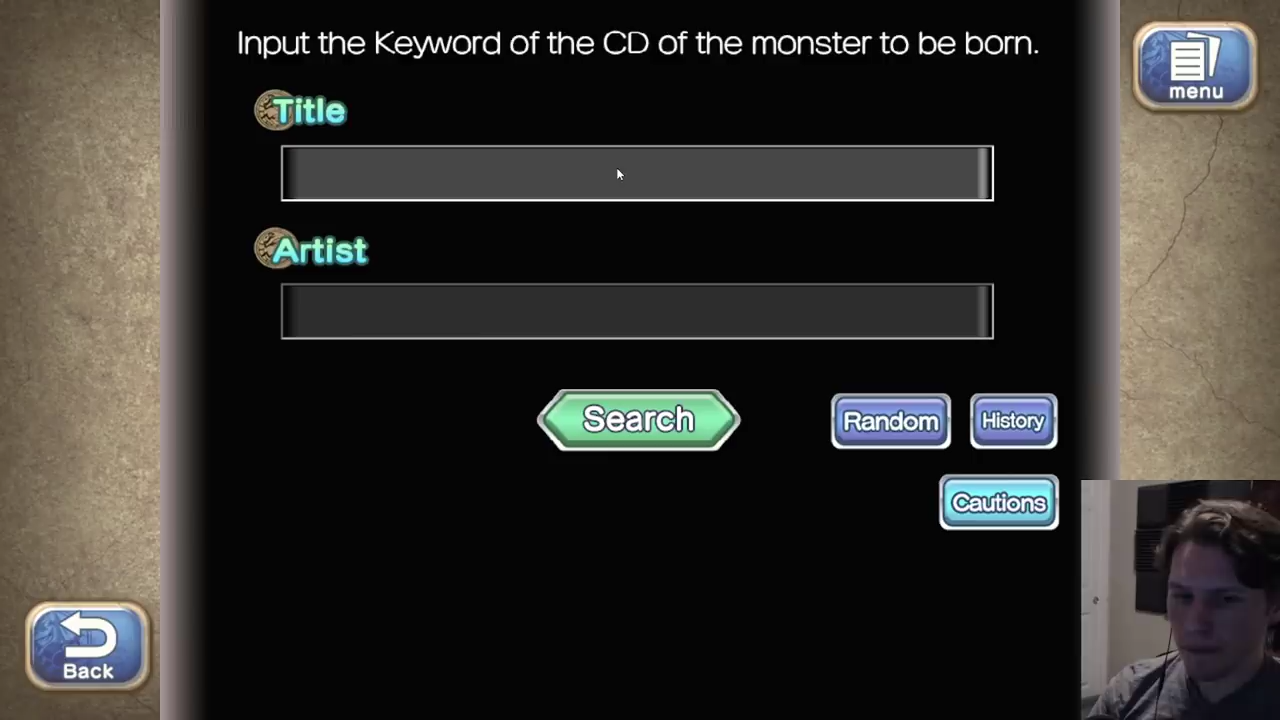 Input the Keyword of the CD of the monster to be born.
menu
Title
Artist
Search
Random
History
Cautions
Back